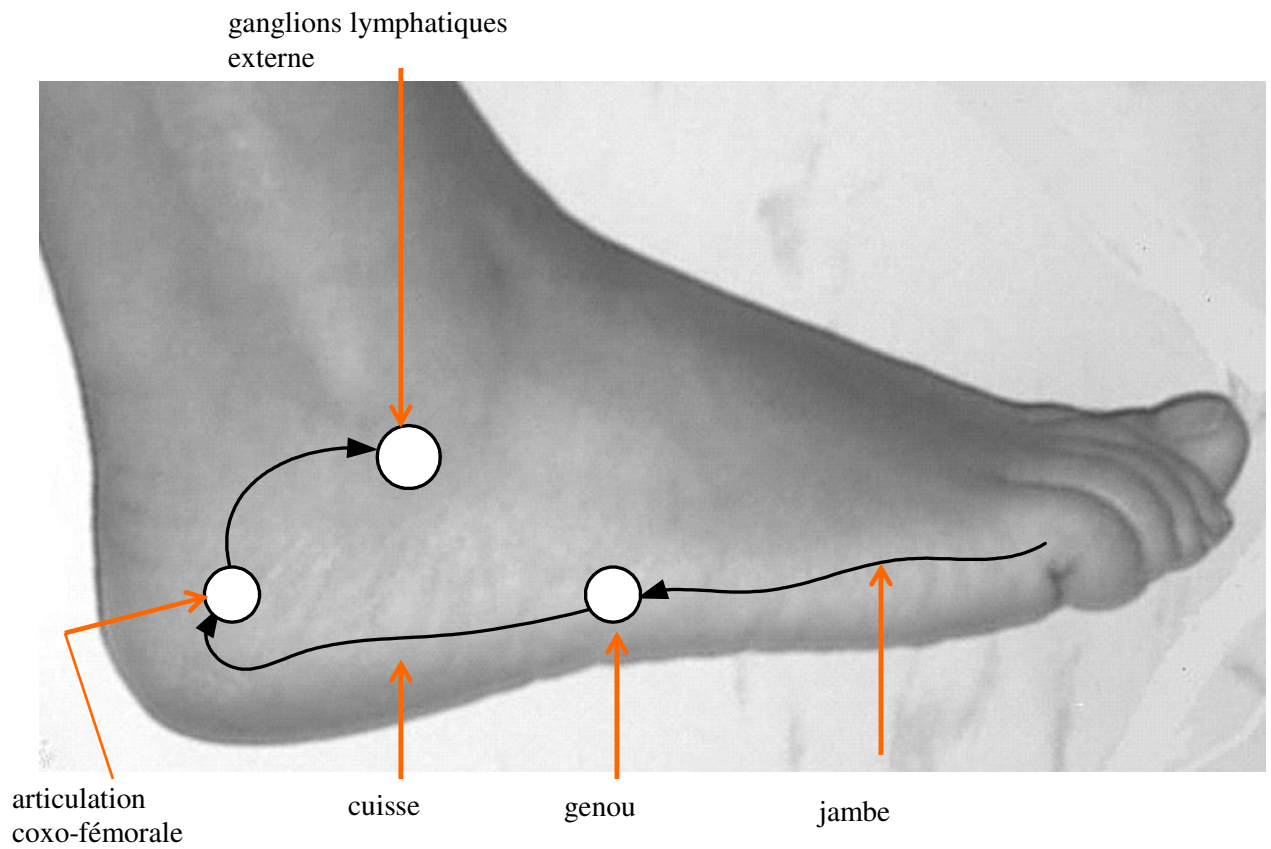 ganglions lymphatiques
externe
articulation
coxo-fémorale
cuisse
genou
jambe